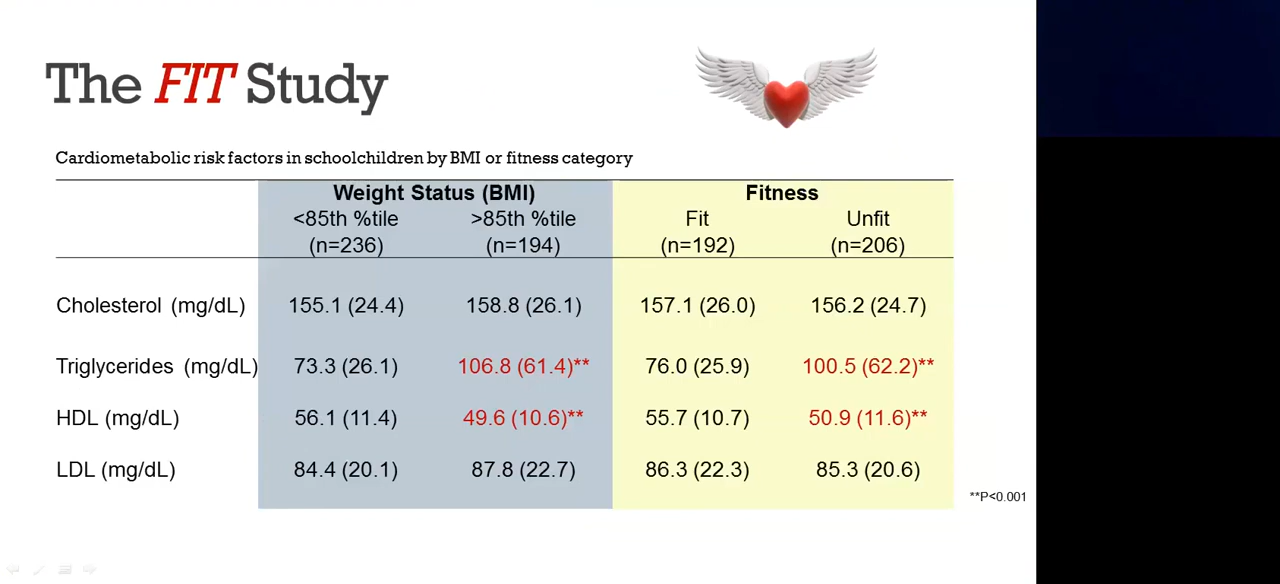 The FIT Study
Cardiometabolic risk factors in schoolchildren by BMI or fitness category
Weight Status (BMI) Fitness
<85th %tile >85th %tile Fit Unfit
(n=236) (n=194) (n=192) (n=206)
Cholesterol (mg/dL) 155.1 (24.4) 158.8 (26.1) 157.1 (26.0) 156.2 (24.7)
Triglycerides (mg/dL) 73.3 (26.1) 106.8 (61.4)** 76.0 (25.9) 100.5 (62.2)**
HDL (mg/dL) 56.1 (11.4) 49.6 (10.6)** 55.7 (10.7) 50.9 (11.6)**
LDL (mg/dL) 84.4 (20.1) 87.8 (22.7) 86.3 (22.3) 85.3 (20.6)
**P<0.001